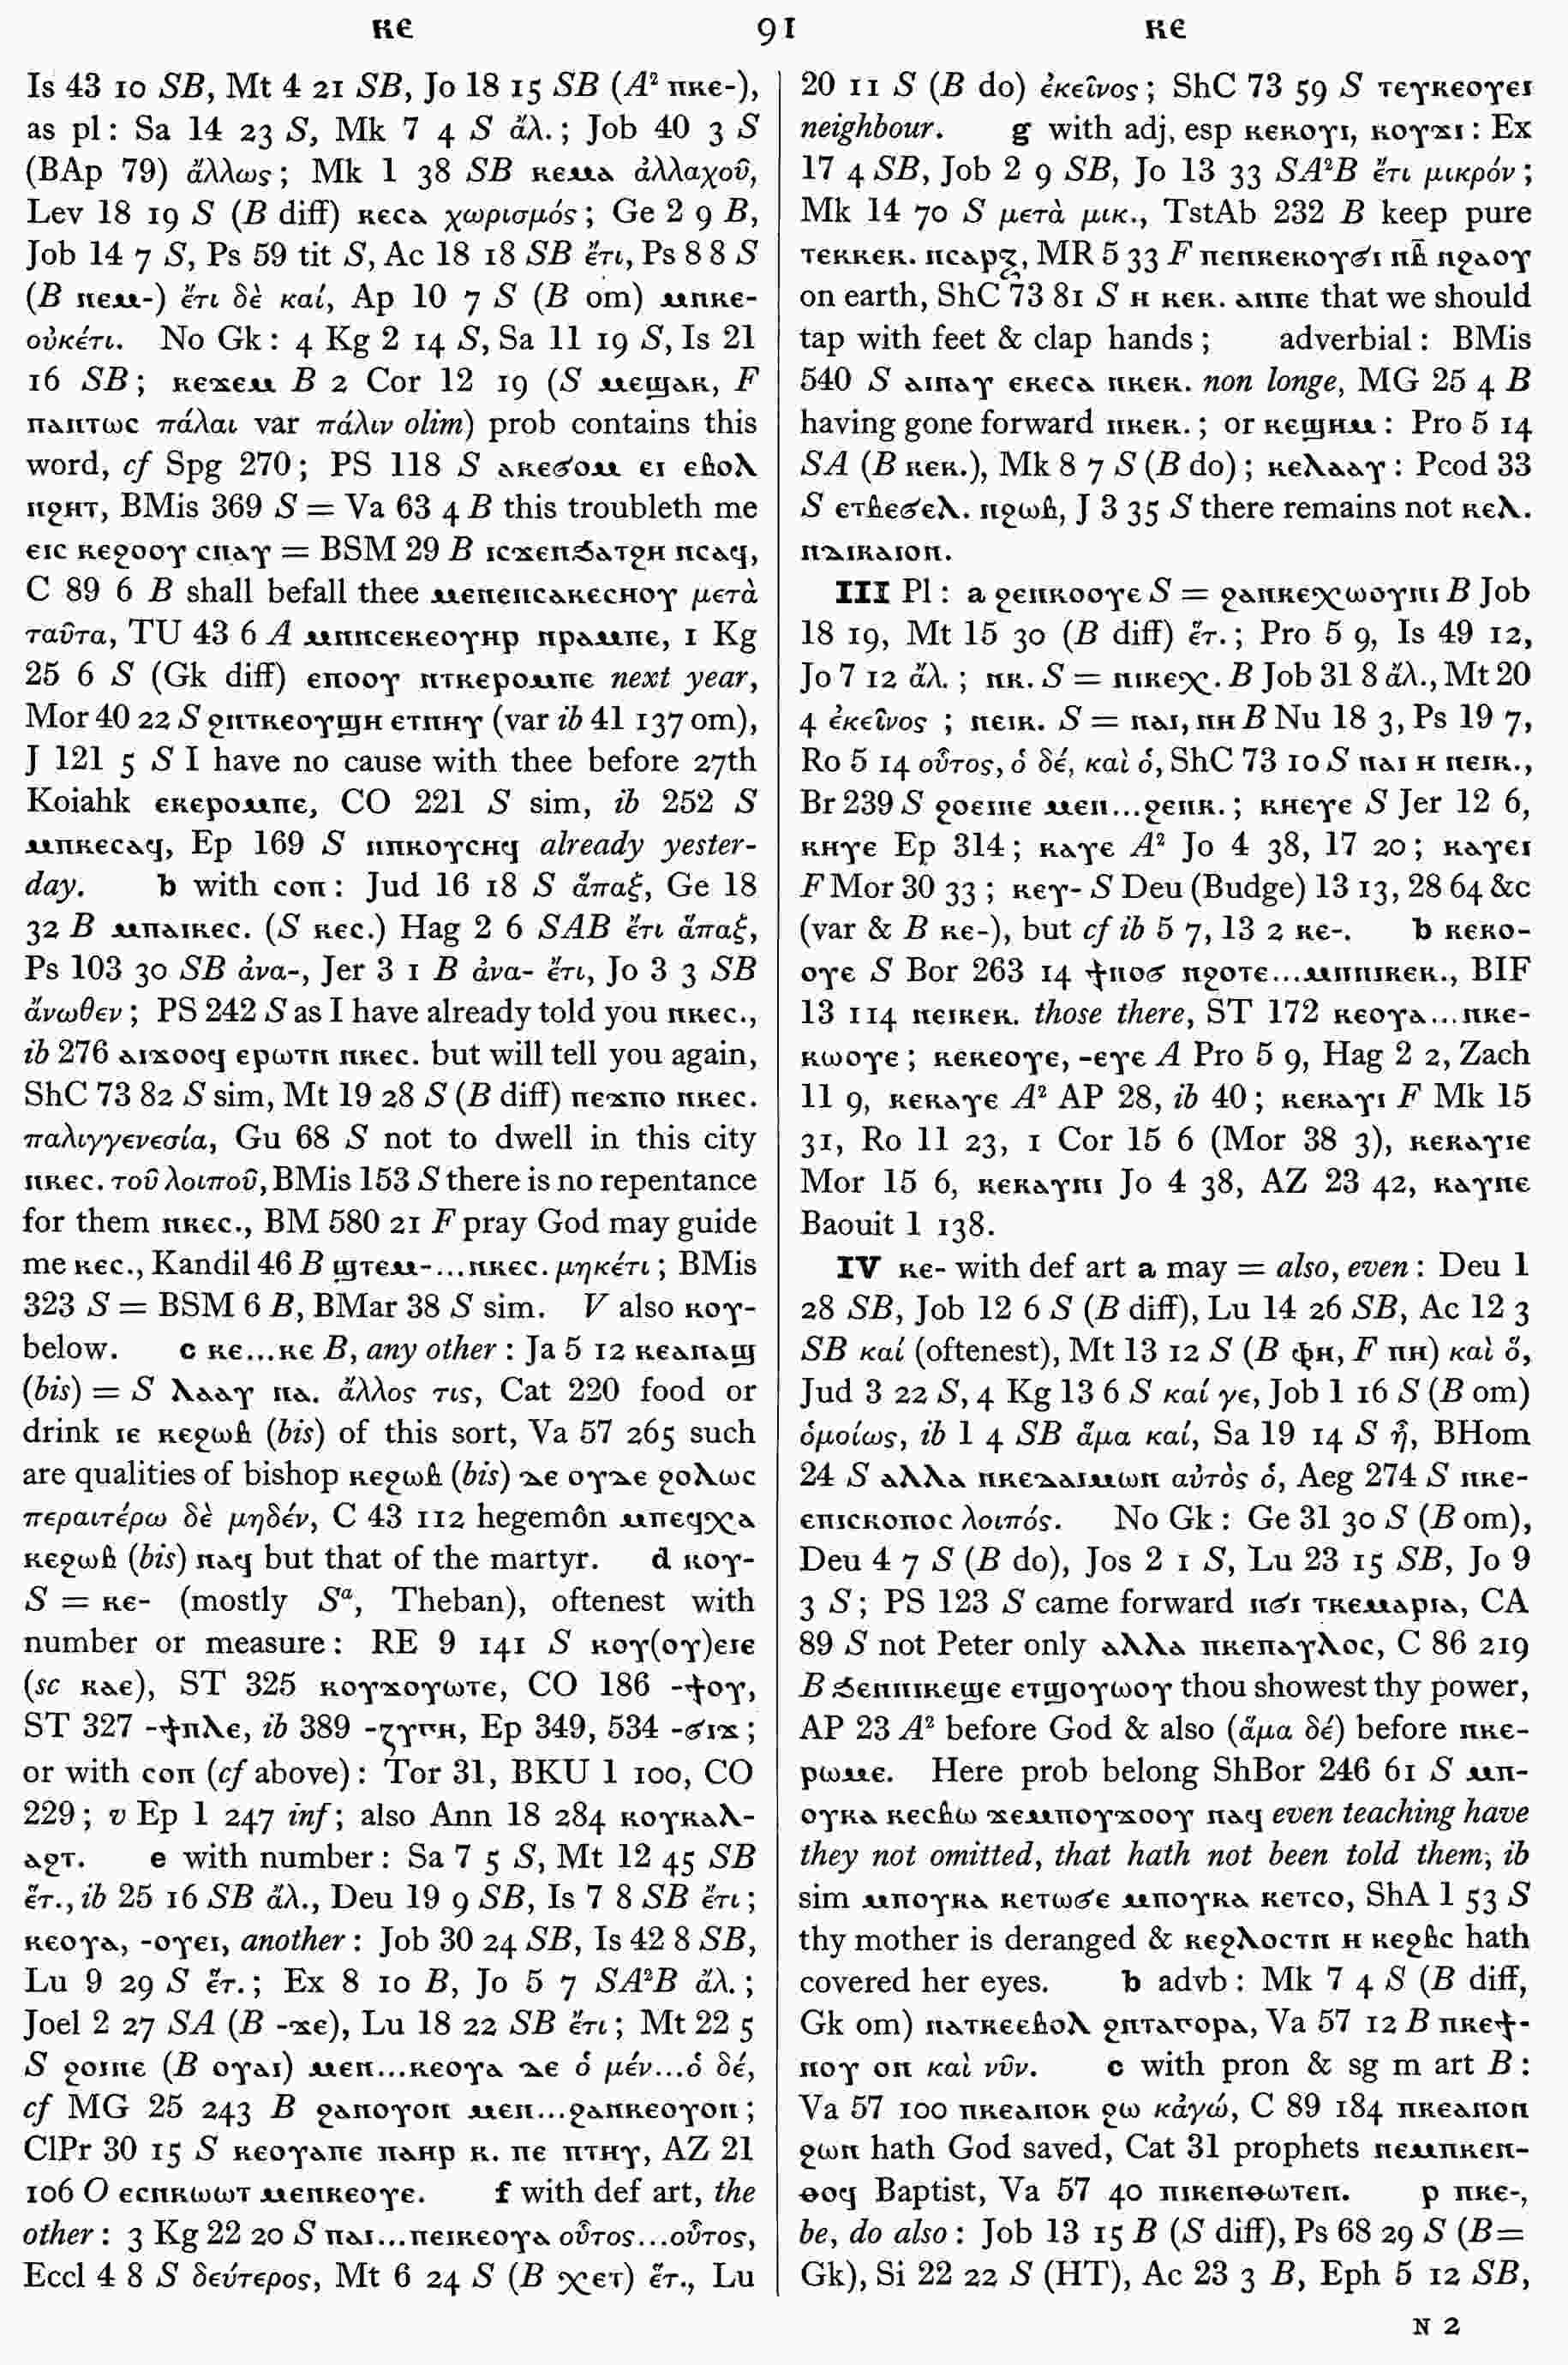 ⲕⲉ 91 ⲕⲉ
Is 43 10 SB, Mt 4 21 SB, Jo 18 15 SB (A² ⲡⲕⲉ-),
as pl: Sa 14 23 S, Mk 7 4 S ἄλ.; Job 40 3 S
(BAp 79) ἄλλως; Mk 1 38 SB ⲕⲉⲙⲁ ἀλλαχοῦ,
Lev 18 19 S (B diff) ⲕⲉⲥⲁ χωρισμός; Ge 2 9 B,
Job 14 7 S, Ps 59 tit S, Ac 18 18 SB ἔτι, Ps 8 8 S
(B ⲛⲉⲙ-) ἔτι δὲ καί, Ap 10 7 S (B om) ⲙⲡⲕⲉ-
οὐκέτι. No Gk: 4 Kg 2 14 S, Sa 11 19 S, Is 21
16 SB; ⲕⲉϫⲉⲙ B 2 Cor 12 19 (S ⲙⲉϣⲁⲕ, F
ⲡⲁⲛⲧⲱⲥ πάλαι var πάλιν olim) prob contains this
word, cf Spg 270; PS 118 S ⲁⲕⲉϭⲟⲙ ⲉⲓ ⲉⲃⲟⲗ
ⲛϩⲏⲧ, BMis 369 S = Va 63 4 B this troubleth me
ⲉⲓⲥ ⲕⲉϩⲟⲟⲩ ⲥⲛⲁⲩ = BSM 29 B ⲓⲥϫⲉⲛϧⲁⲧϩⲏ ⲛⲥⲁϥ,
C 89 6 B shall befall thee ⲙⲉⲛⲉⲛⲥⲁⲕⲉⲥⲏⲟⲩ μετὰ
ταῦτα, TU 43 6 A ⲙⲛⲛⲥⲉⲕⲉⲟⲩⲏⲣ ⲛⲣⲁⲙⲡⲉ, 1 Kg
25 6 S (Gk diff) ⲉⲡⲟⲟⲩ ⲛⲧⲕⲉⲣⲟⲙⲡⲉ next year,
Mor 40 22 S ϩⲛⲧⲕⲉⲟⲩϣⲏ ⲉⲧⲛⲏⲩ (var ib 41 137 om),
J 121 5 S I have no cause with thee before 27th
Koiahk ⲉⲕⲉⲣⲟⲙⲡⲉ, CO 221 S sim, ib 252 S
ⲙⲡⲕⲉⲥⲁϥ, Ep 169 S ⲛⲡⲕⲟⲩⲥⲏϥ already yester-
day. b with ⲥⲟⲡ: Jud 16 18 S ἅπαξ, Ge 18
32 B ⲙⲡⲁⲓⲕⲉⲥ. (S ⲕⲉⲥ.) Hag 2 6 SAB ἔτι ἅπαξ,
Ps 103 30 SB ἀνα-, Jer 3 1 B ἀνα- ἔτι, Jo 3 3 SB
ἄνωθεν; PS 242 S as I have already told you ⲛⲕⲉⲥ.,
ib 276 ⲁⲓϫⲟⲟϥ ⲉⲣⲱⲧⲛ ⲛⲕⲉⲥ. but will tell you again,
ShC 73 82 S sim, Mt 19 28 S (B diff) ⲡⲉϫⲡⲟ ⲛⲕⲉⲥ.
παλιγγενεσία, Gu 68 S not to dwell in this city
ⲛⲕⲉⲥ. τοῦ λοιποῦ, BMis 153 S there is no repentance
for them ⲛⲕⲉⲥ., BM 580 21 F pray God may guide
me ⲕⲉⲥ., Kandil 46 B ϣⲧⲉⲙ-...ⲛⲕⲉⲥ. μηκέτι; BMis
323 S = BSM 6 B, BMar 38 S sim. V also ⲕⲟⲩ-
below. c ⲕⲉ...ⲕⲉ B, any other: Ja 5 12 ⲕⲉⲁⲛⲁϣ
(bis) = S ⲗⲁⲁⲩ ⲛⲁ. ἄλλος τις, Cat 220 food or
drink ⲓⲉ ⲕⲉϩⲱⲃ (bis) of this sort, Va 57 265 such
are qualities of bishop ⲕⲉϩⲱⲃ (bis) ⲇⲉ ⲟⲩⲇⲉ ϩⲟⲗⲱⲥ
περαιτέρω δὲ μηδέν, C 43 112 hegemôn ⲙⲡⲉϥⲭⲁ
ⲕⲉϩⲱⲃ (bis) ⲛⲁϥ but that of the martyr. d ⲕⲟⲩ-
S = ⲕⲉ- (mostly Sᵃ, Theban), oftenest with
number or measure: RE 9 141 S ⲕⲟⲩ(ⲟⲩ)ⲉⲓⲉ
(sc ⲕⲁⲉ), ST 325 ⲕⲟⲩϫⲟⲩⲱⲧⲉ, CO 186 -ϯⲟⲩ,
ST 327 -ϯⲡⲗⲉ, ib 389 -ⲍⲩⲅⲏ, Ep 349, 534 -ϭⲓϫ;
or with ⲥⲟⲡ (cf above): Tor 31, BKU 1 100, CO
229; v Ep 1 247 inf; also Ann 18 284 ⲕⲟⲩⲕⲁⲗ-
ⲁϩⲧ. e with number: Sa 7 5 S, Mt 12 45 SB
ἕτ., ib 25 16 SB ἄλ., Deu 19 9 SB, Is 7 8 SB ἔτι;
ⲕⲉⲟⲩⲁ, -ⲟⲩⲉⲓ, another: Job 30 24 SB, Is 42 8 SB,
Lu 9 29 S ἕτ.; Ex 8 10 B, Jo 5 7 SA²B ἄλ.;
Joel 2 27 SA (B -ϫⲉ), Lu 18 22 SB ἔτι; Mt 22 5
S ϩⲟⲓⲛⲉ (B ⲟⲩⲁⲓ) ⲙⲉⲛ...ⲕⲉⲟⲩⲁ ⲇⲉ ὁ μέν...ὁ δέ,
cf MG 25 243 B ϩⲁⲛⲟⲩⲟⲛ ⲙⲉⲛ...ϩⲁⲛⲕⲉⲟⲩⲟⲛ;
ClPr 30 15 S ⲕⲉⲟⲩⲁⲡⲉ ⲡⲁⲏⲣ ⲕ. ⲡⲉ ⲡⲧⲏⲩ, AZ 21
106 O ⲉⲥⲛⲕⲱⲱⲧ ⲙⲉⲛⲕⲉⲟⲩⲉ. f with def art, the
other: 3 Kg 22 20 S ⲡⲁⲓ...ⲡⲉⲓⲕⲉⲟⲩⲁ οὗτος...οὗτος,
Eccl 4 8 S δεύτερος, Mt 6 24 S (B ⲭⲉⲧ) ἕτ., Lu
20 11 S (B do) ἐκεῖνος; ShC 73 59 S ⲧⲉⲩⲕⲉⲟⲩⲉⲓ
neighbour. g with adj, esp ⲕⲉⲕⲟⲩⲓ, ⲕⲟⲩϫⲓ: Ex
17 4 SB, Job 2 9 SB, Jo 13 33 SA²B ἔτι μικρόν;
Mk 14 70 S μετὰ μικ., TstAb 232 B keep pure
ⲧⲉⲕⲕⲉⲕ. ⲛⲥⲁⲣⲝ, MR 5 33 F ⲡⲉⲛⲕⲉⲕⲟⲩϭⲓ ⲛⲃ̄ ⲛϩⲁⲟⲩ
on earth, ShC 73 81 S ⲏ ⲕⲉⲕ. ⲁⲛⲡⲉ that we should
tap with feet & clap hands; adverbial: BMis
540 S ⲁⲓⲛⲁⲩ ⲉⲕⲉⲥⲁ ⲛⲕⲉⲕ. non longe, MG 25 4 B
having gone forward ⲛⲕⲉⲕ.; or ⲕⲉϣⲏⲙ: Pro 5 14
SA (B ⲕⲉⲕ.), Mk 8 7 S (B do); ⲕⲉⲗⲁⲁⲩ: Pcod 33
S ⲉⲧⲃⲉϭⲉⲗ. ⲛϩⲱⲃ, J 3 35 S there remains not ⲕⲉⲗ.
ⲛⲇⲓⲕⲁⲓⲟⲛ.
III Pl: a ϩⲉⲛⲕⲟⲟⲩⲉ S = ϩⲁⲛⲕⲉⲭⲱⲟⲩⲛⲓ B Job
18 19, Mt 15 30 (B diff) ἕτ.; Pro 5 9, Is 49 12,
Jo 7 12 ἄλ.; ⲛⲕ. S = ⲛⲓⲕⲉⲭ. B Job 31 8 ἄλ., Mt 20
4 ἐκεῖνος; ⲛⲉⲓⲕ. S = ⲛⲁⲓ, ⲛⲏ B Nu 18 3, Ps 19 7,
Ro 5 14 οὗτος, ὁ δέ, καὶ ὁ, ShC 73 10 S ⲛⲁⲓ ⲏ ⲛⲉⲓⲕ.,
Br 239 S ϩⲟⲉⲓⲛⲉ ⲙⲉⲛ...ϩⲉⲛⲕ.; ⲕⲏⲉⲩⲉ S Jer 12 6,
ⲕⲏⲩⲉ Ep 314; ⲕⲁⲩⲉ A² Jo 4 38, 17 20; ⲕⲁⲩⲉⲓ
F Mor 30 33; ⲕⲉⲩ- S Deu (Budge) 13 13, 28 64 &c
(var & B ⲕⲉ-), but cf ib 5 7, 13 2 ⲕⲉ-. b ⲕⲉⲕⲟ-
ⲟⲩⲉ S Bor 263 14 ϯⲛⲟϭ ⲛϩⲟⲧⲉ...ⲙⲛⲛⲓⲕⲉⲕ., BIF
13 114 ⲛⲉⲓⲕⲉⲕ. those there, ST 172 ⲕⲉⲟⲩⲁ...ⲛⲕⲉ-
ⲕⲱⲟⲩⲉ; ⲕⲉⲕⲉⲟⲩⲉ, -ⲉⲩⲉ A Pro 5 9, Hag 2 2, Zach
11 9, ⲕⲉⲕⲁⲩⲉ A² AP 28, ib 40; ⲕⲉⲕⲁⲩⲓ F Mk 15
31, Ro 11 23, 1 Cor 15 6 (Mor 38 3), ⲕⲉⲕⲁⲩⲓⲉ
Mor 15 6, ⲕⲉⲕⲁⲩⲛⲓ Jo 4 38, AZ 23 42, ⲕⲁⲩⲛⲉ
Baouit 1 138.
IV ⲕⲉ- with def art a may = also, even: Deu 1
28 SB, Job 12 6 S (B diff), Lu 14 26 SB, Ac 12 3
SB καί (oftenest), Mt 13 12 S (B ⲫⲏ, F ⲡⲏ) καὶ ὅ,
Jud 3 22 S, 4 Kg 13 6 S καί γε, Job 1 16 S (B om)
ὁμοίως, ib 1 4 SB ἅμα καί, Sa 19 14 S ἤ, BHom
24 S ⲁⲗⲗⲁ ⲡⲕⲉⲇⲁⲓⲙⲱⲛ αὐτὸς ὁ, Aeg 274 S ⲡⲕⲉ-
ⲉⲡⲓⲥⲕⲟⲡⲟⲥ λοιπός. No Gk: Ge 31 30 S (B om),
Deu 4 7 S (B do), Jos 2 1 S, Lu 23 15 SB, Jo 9
3 S; PS 123 S came forward ⲛϭⲓ ⲧⲕⲉⲙⲁⲣⲓⲁ, CA
89 S not Peter only ⲁⲗⲗⲁ ⲡⲕⲉⲡⲁⲩⲗⲟⲥ, C 86 219
B ϧⲉⲛⲛⲓⲕⲉϣⲉ ⲉⲧϣⲟⲩⲱⲟⲩ thou showest thy power,
AP 23 A² before God & also (ἅμα δέ) before ⲛⲕⲉ-
ⲣⲱⲙⲉ. Here prob belong ShBor 246 61 S ⲙⲡ-
ⲟⲩⲕⲁ ⲕⲉⲥⲃⲱ ϫⲉⲙⲡⲟⲩϫⲟⲟⲩ ⲛⲁϥ even teaching have
they not omitted, that hath not been told them, ib
sim ⲙⲡⲟⲩⲕⲁ ⲕⲉⲧⲱϭⲉ ⲙⲡⲟⲩⲕⲁ ⲕⲉⲧⲥⲟ, ShA 1 53 S
thy mother is deranged & ⲕⲉϩⲗⲟⲥⲧⲛ ⲏ ⲕⲉϩⲃⲥ hath
covered her eyes. b advb: Mk 7 4 S (B diff,
Gk om) ⲛⲁⲧⲕⲉⲉⲃⲟⲗ ϩⲛⲧⲁⲅⲟⲣⲁ, Va 57 12 B ⲡⲕⲉϯ-
ⲛⲟⲩ ⲟⲛ καὶ νῦν. c with pron & sg m art B:
Va 57 100 ⲡⲕⲉⲁⲛⲟⲕ ϩⲱ κἀγώ, C 89 184 ⲡⲕⲉⲁⲛⲟⲛ
ϩⲱⲛ hath God saved, Cat 31 prophets ⲛⲉⲙⲡⲕⲉⲛ-
ⲑⲟϥ Baptist, Va 57 40 ⲡⲓⲕⲉⲛⲑⲱⲧⲉⲛ. ⲣ ⲡⲕⲉ-,
be, do also: Job 13 15 B (S diff), Ps 68 29 S (B=
Gk), Si 22 22 S (HT), Ac 23 3 B, Eph 5 12 SB,
N 2